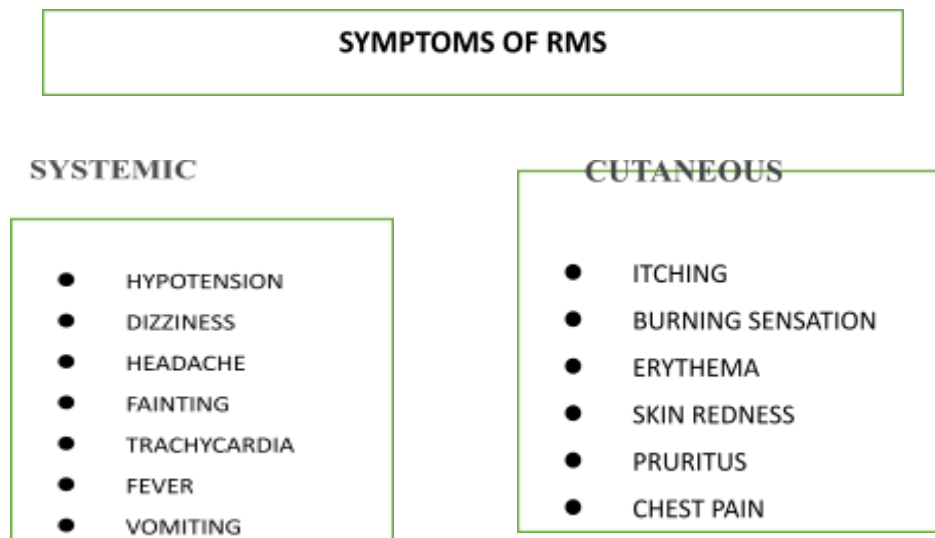 SYMPTOMS OF RMS
SYSTEMIC
HYPOTENSION
DIZZINESS
HEADACHE
FAINTING
TRACHYCARDIA
FEVER
VOMITING
CUTANEOUS
ITCHING
BURNING SENSATION
ERYTHEMA
SKIN REDNESS
PRURITUS
CHEST PAIN